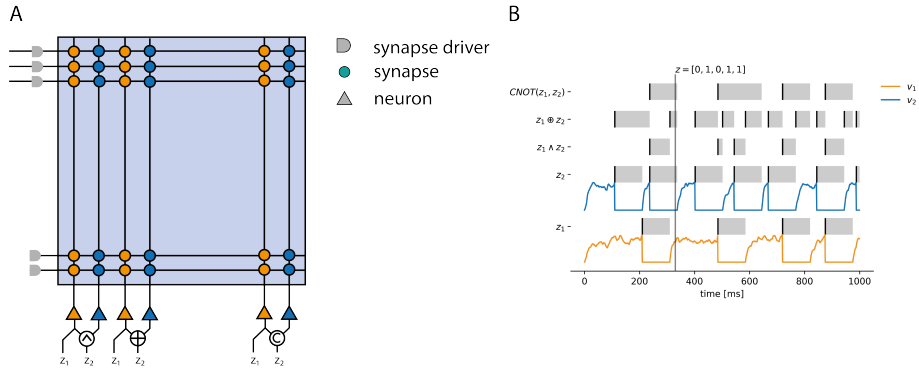 A
synapse driver
synapse
neuron
z₁ z₂ z₁ z₂ z₁ z₂
B
z = [0, 1, 0, 1, 1]
CNOT(z₁, z₂)
z₁ ⊕ z₂
z₁ ∧ z₂
z₂
z₁
v₁
v₂
0 200 400 600 800 1000
time [ms]